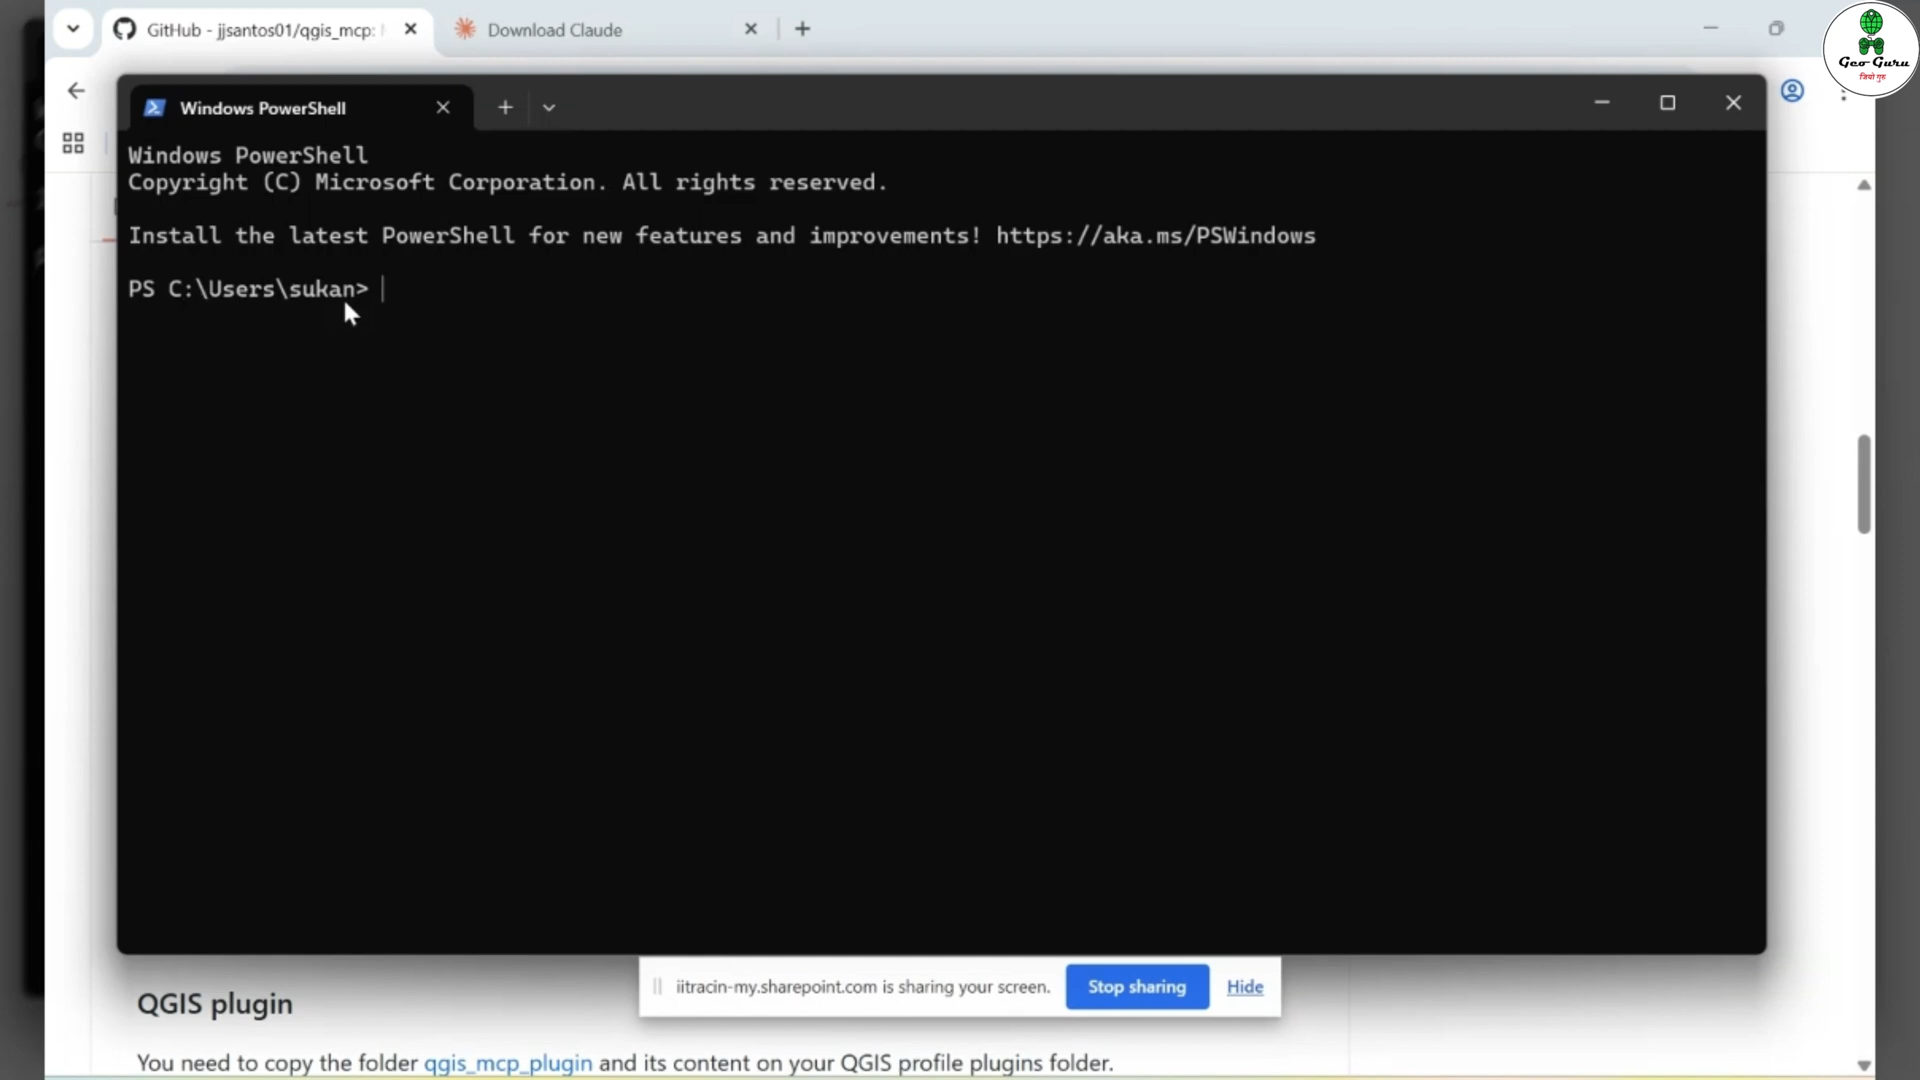 GitHub - jjsantos01/qgis_mcp:
Download Claude
Geo Guru
जियो गुरु
Windows PowerShell
Windows PowerShell
Copyright (C) Microsoft Corporation. All rights reserved.
Install the latest PowerShell for new features and improvements! https://aka.ms/PSWindows
PS C:\Users\sukan>
iitracin-my.sharepoint.com is sharing your screen.
Stop sharing
Hide
QGIS plugin
You need to copy the folder qgis_mcp_plugin and its content on your QGIS profile plugins folder.